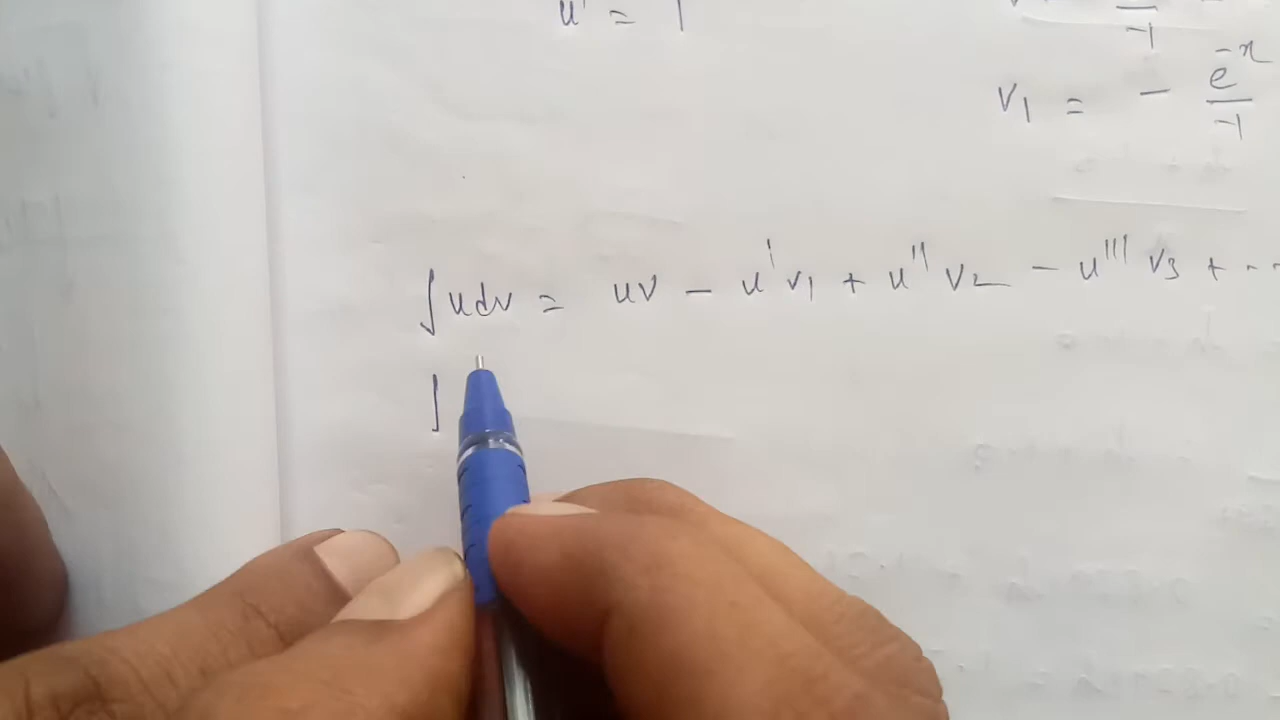 u' = 1
v₁ = - e^-x / -1
∫ u dv = uv - u' v₁ + u'' v₂ - u''' v₃ + ..
∫